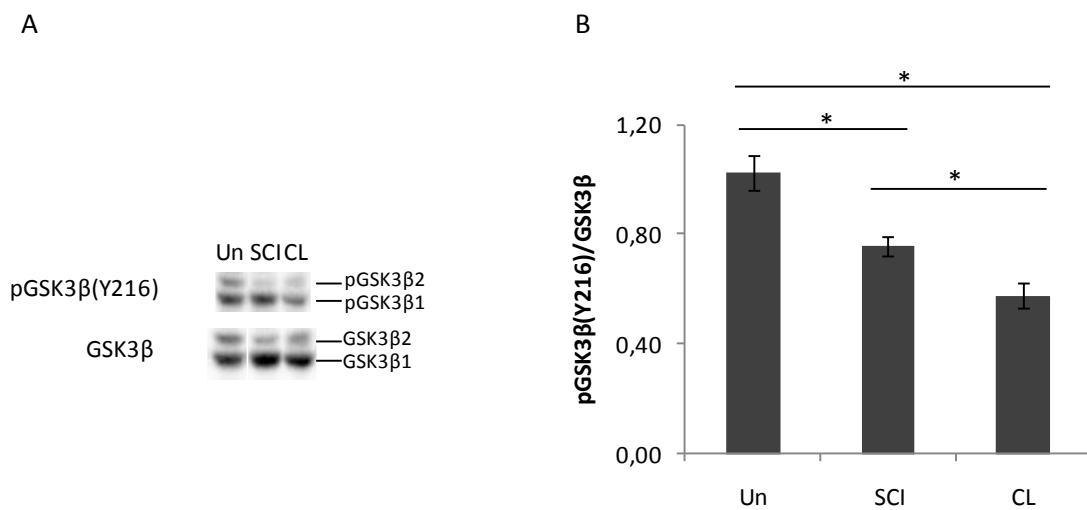 A
Un SCI CL
pGSK3β(Y216)
pGSK3β2
pGSK3β1
GSK3β
GSK3β2
GSK3β1
B
pGSK3β(Y216)/GSK3β
*
*
*
1,20
0,80
0,40
0,00
Un SCI CL